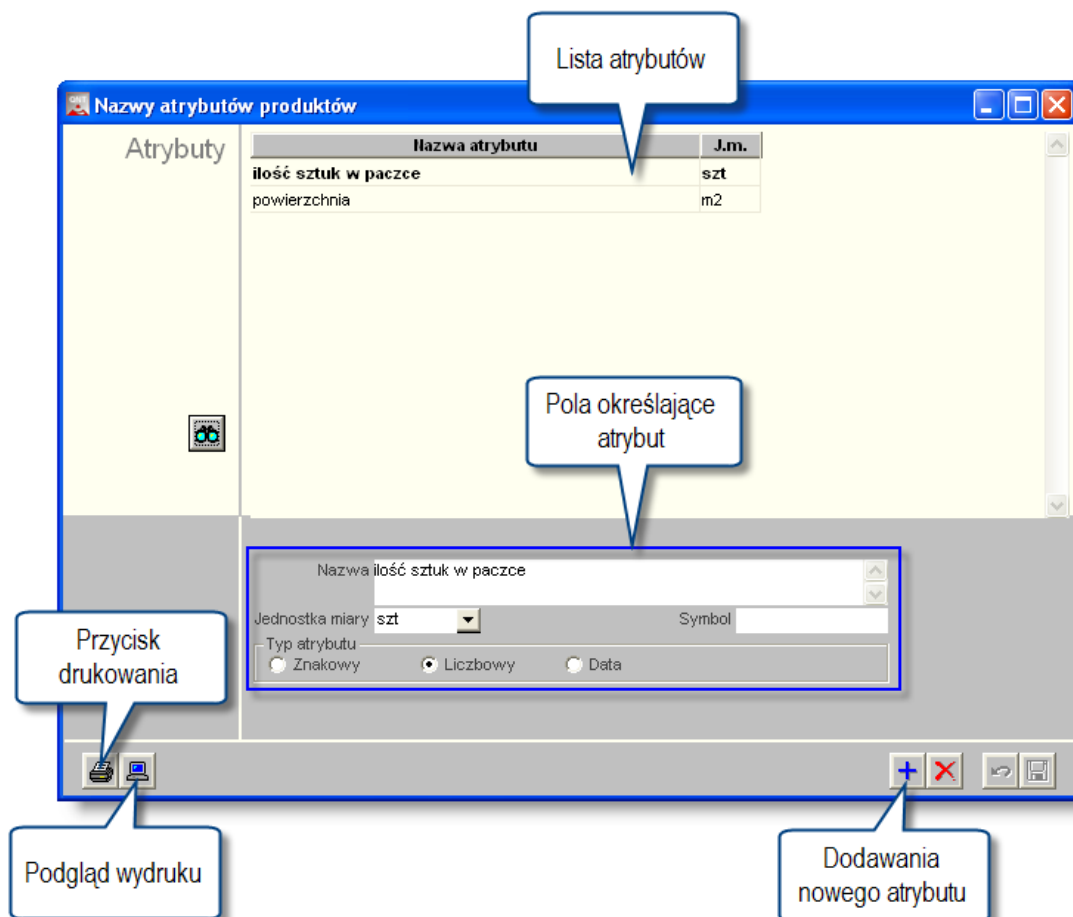 Lista atrybutów
QNT
Nazwy atrybutów produktów
Atrybuty
Nazwa atrybutu J.m.
ilość sztuk w paczce szt
powierzchnia m2
Pola określające
atrybut
Nazwa ilość sztuk w paczce
Jednostka miary szt Symbol
Typ atrybutu
Znakowy Liczbowy Data
Przycisk
drukowania
Podgląd wydruku
Dodawania
nowego atrybutu